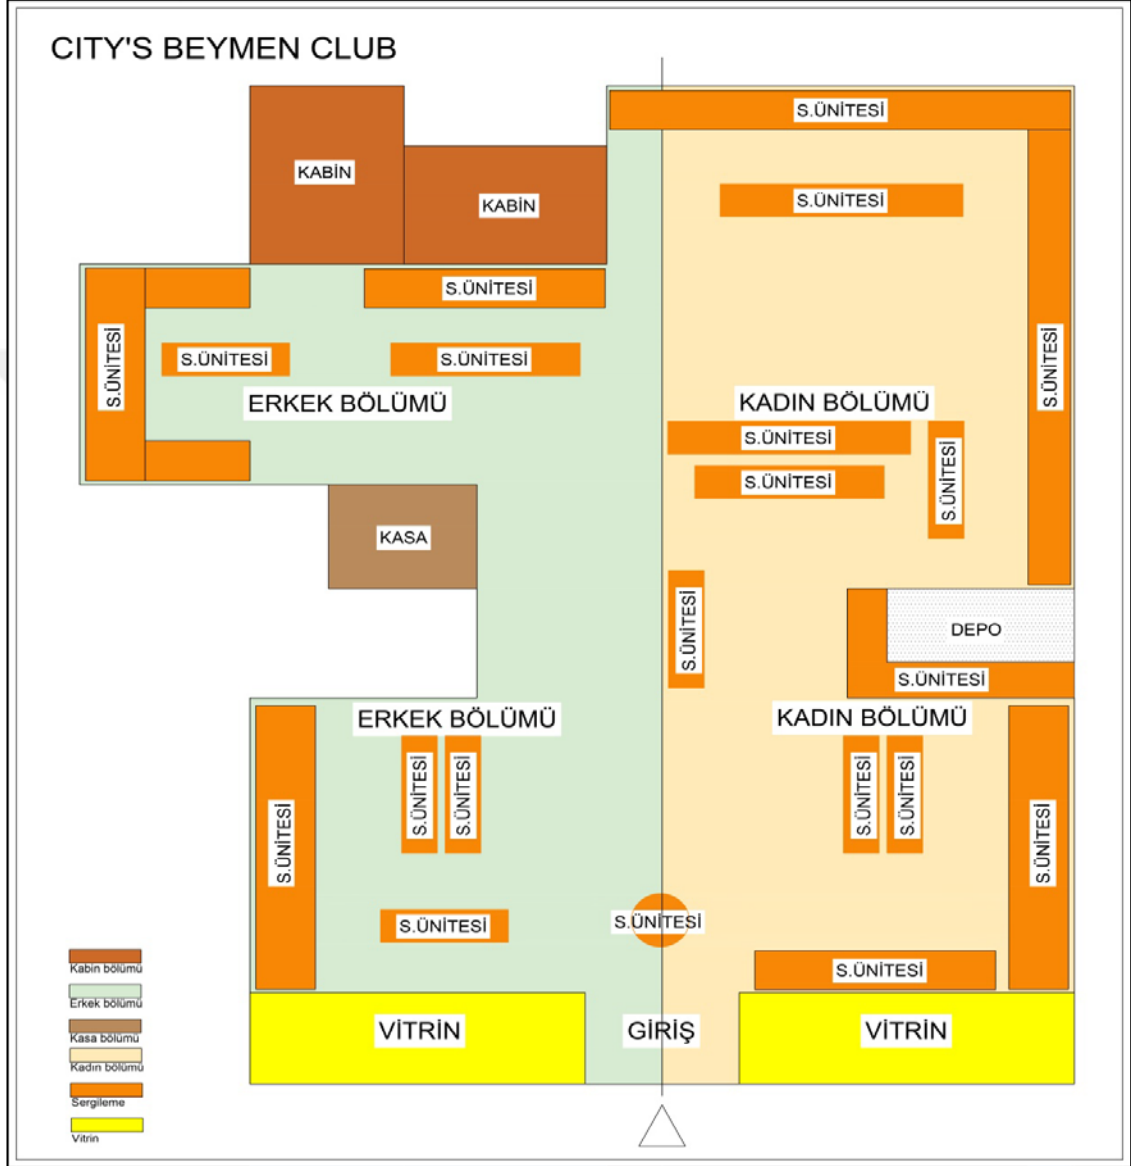 CITY'S BEYMEN CLUB
S.ÜNİTESİ
KABİN
KABİN
S.ÜNİTESİ
S.ÜNİTESİ
S.ÜNİTESİ
S.ÜNİTESİ
S.ÜNİTESİ
S.ÜNİTESİ
ERKEK BÖLÜMÜ
KADIN BÖLÜMÜ
S.ÜNİTESİ
S.ÜNİTESİ
S.ÜNİTESİ
KASA
S.ÜNİTESİ
DEPO
S.ÜNİTESİ
ERKEK BÖLÜMÜ
KADIN BÖLÜMÜ
S.ÜNİTESİ
S.ÜNİTESİ
S.ÜNİTESİ
S.ÜNİTESİ
S.ÜNİTESİ
S.ÜNİTESİ
S.ÜNİTESİ
S.ÜNİTESİ
S.ÜNİTESİ
VİTRİN
GİRİŞ
VİTRİN
Kabin bölümü
Erkek bölümü
Kasa bölümü
Kadın bölümü
Sergileme
Vitrin